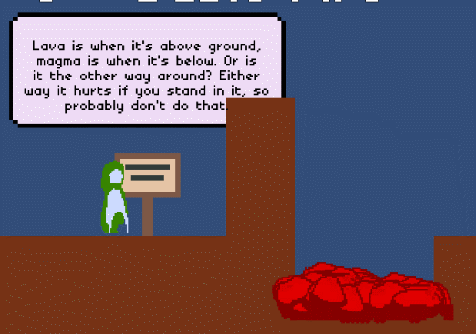 Lava is when it's above ground,
magma is when it's below. Or is
it the other way around? Either
way it hurts if you stand in it, so
probably don't do that